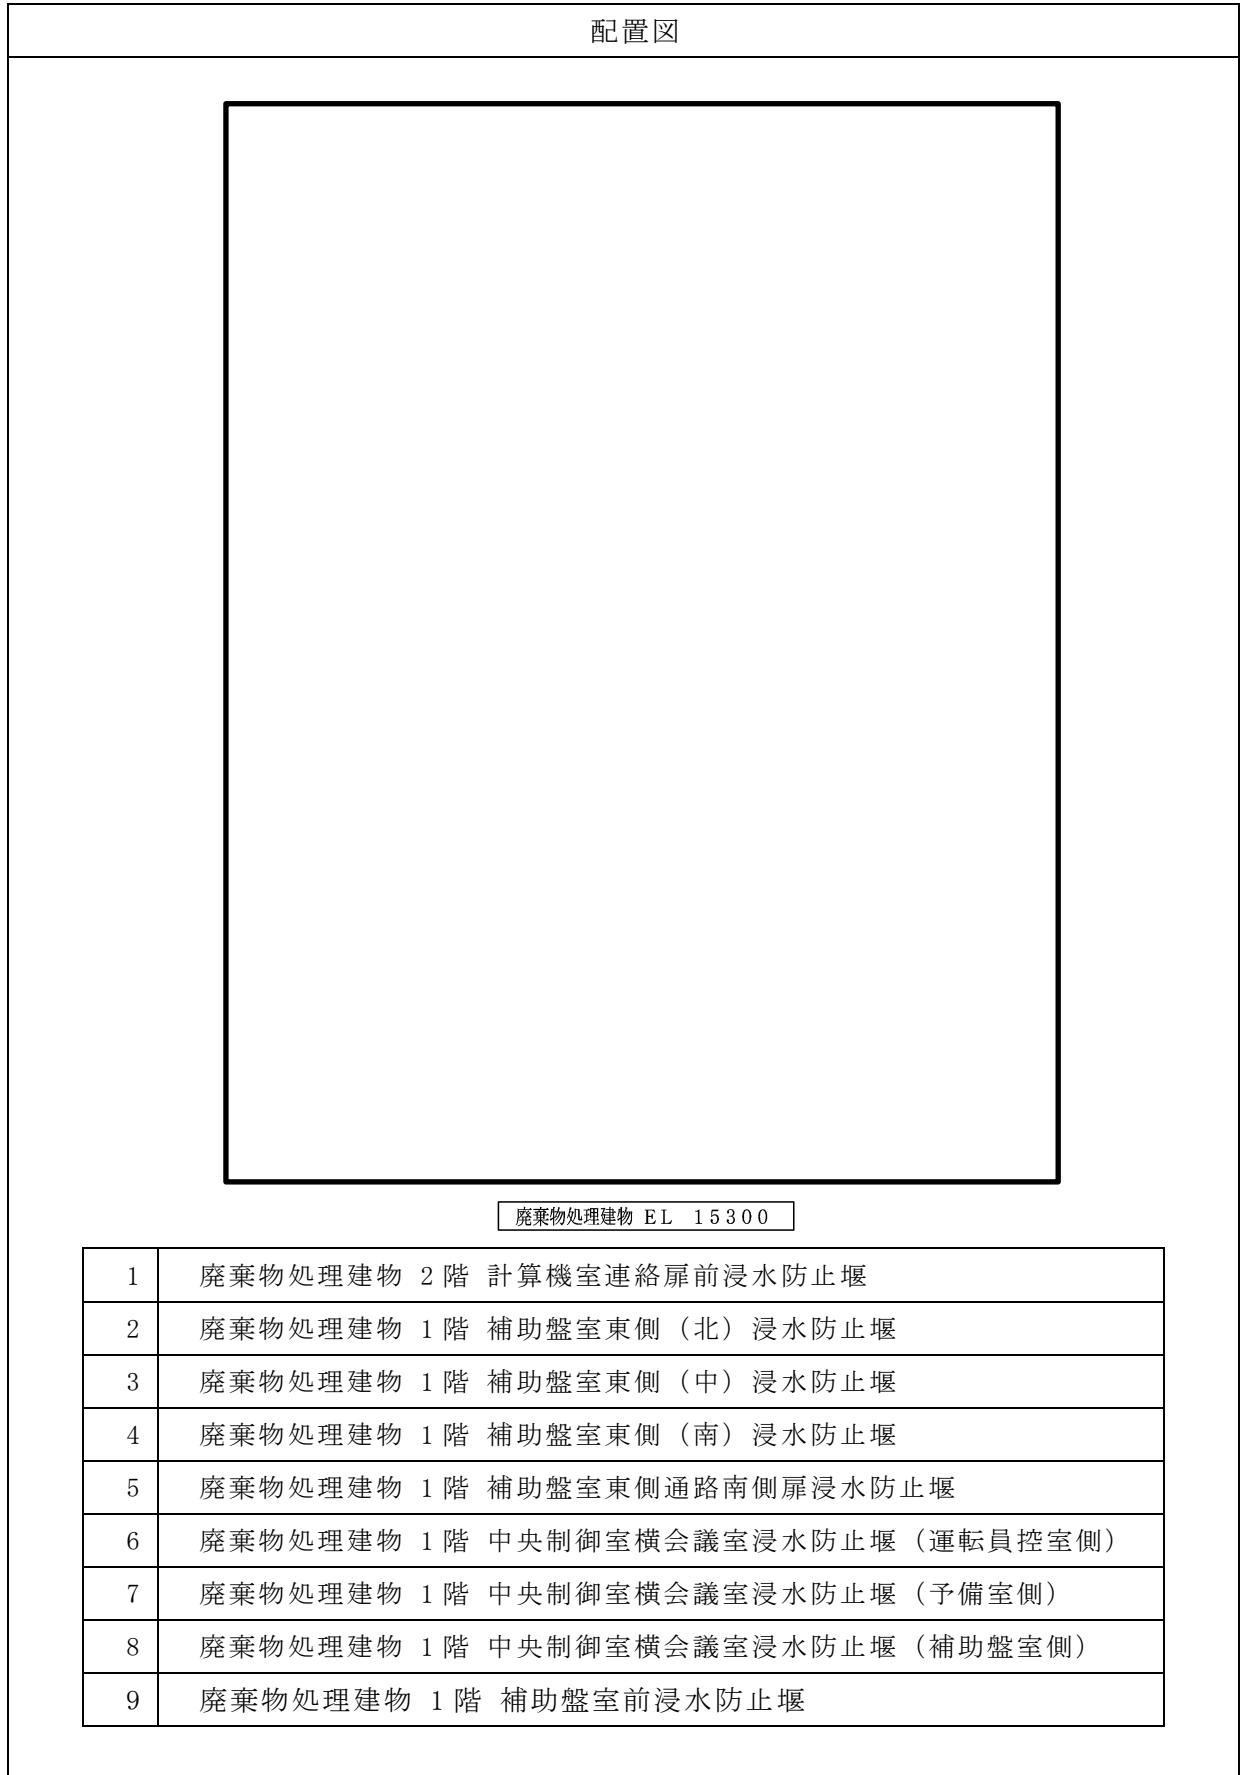 配置図
廃棄物処理建物 EL 15300
1 廃棄物処理建物 2階 計算機室連絡扉前浸水防止堰
2 廃棄物処理建物 1階 補助盤室東側（北）浸水防止堰
3 廃棄物処理建物 1階 補助盤室東側（中）浸水防止堰
4 廃棄物処理建物 1階 補助盤室東側（南）浸水防止堰
5 廃棄物処理建物 1階 補助盤室東側通路南側扉浸水防止堰
6 廃棄物処理建物 1階 中央制御室横会議室浸水防止堰（運転員控室側）
7 廃棄物処理建物 1階 中央制御室横会議室浸水防止堰（予備室側）
8 廃棄物処理建物 1階 中央制御室横会議室浸水防止堰（補助盤室側）
9 廃棄物処理建物 1階 補助盤室前浸水防止堰